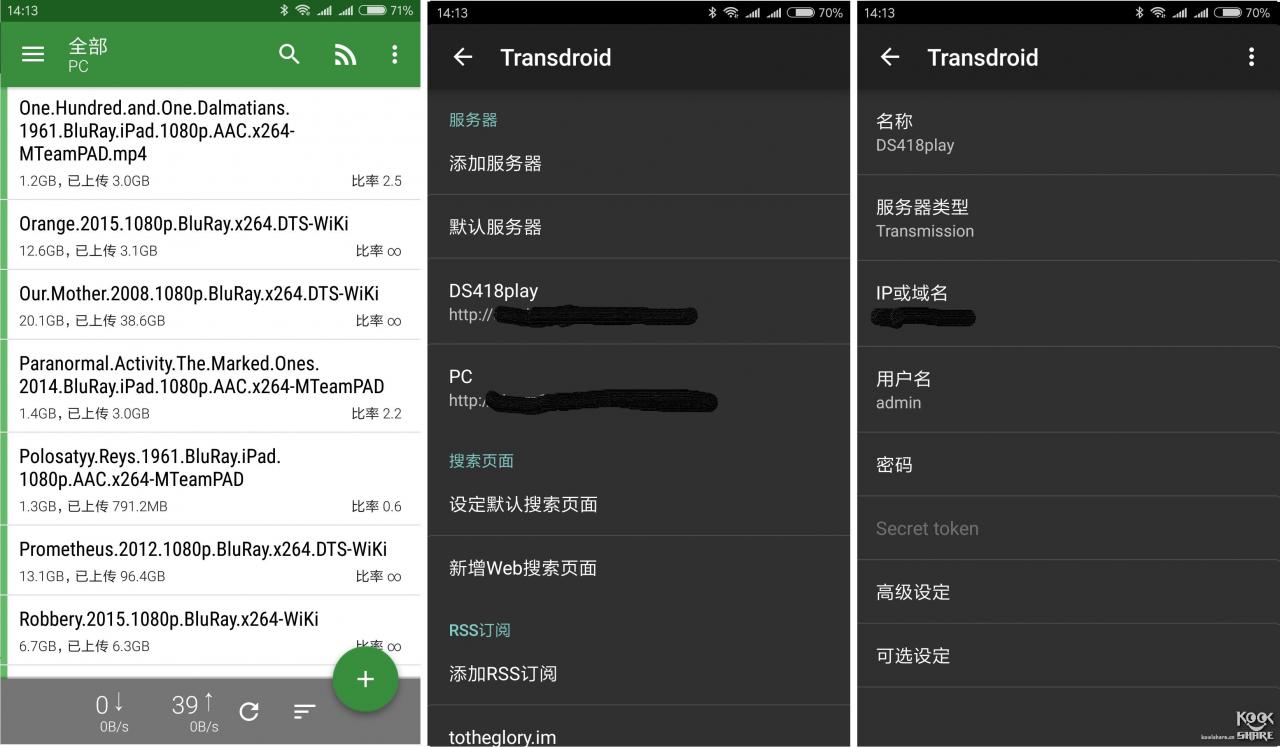 14:13
71%
全部
PC
One.Hundred.and.One.Dalmatians.
1961.BluRay.iPad.1080p.AAC.x264-
MTeamPAD.mp4
1.2GB, 已上传 3.0GB
比率 2.5
Orange.2015.1080p.BluRay.x264.DTS-WiKi
12.6GB, 已上传 3.1GB
比率 ∞
Our.Mother.2008.1080p.BluRay.x264.DTS-WiKi
20.1GB, 已上传 38.6GB
比率 ∞
Paranormal.Activity.The.Marked.Ones.
2014.BluRay.iPad.1080p.AAC.x264-MTeamPAD
1.4GB, 已上传 3.0GB
比率 2.2
Polosatyy.Reys.1961.BluRay.iPad.
1080p.AAC.x264-MTeamPAD
1.3GB, 已上传 791.2MB
比率 0.6
Prometheus.2012.1080p.BluRay.x264.DTS-WiKi
13.1GB, 已上传 96.4GB
比率 ∞
Robbery.2015.1080p.BluRay.x264-WiKi
6.7GB, 已上传 6.3GB
比率 ∞
0↓
0B/s
39↑
0B/s
+
14:13
70%
Transdroid
服务器
添加服务器
默认服务器
DS418play
http://
PC
http:/
搜索页面
设定默认搜索页面
新增Web搜索页面
RSS订阅
添加RSS订阅
totheglory.im
14:13
70%
Transdroid
名称
DS418play
服务器类型
Transmission
IP或域名
用户名
admin
密码
Secret token
高级设定
可选设定
KOOK
koolshare.cn SHARE